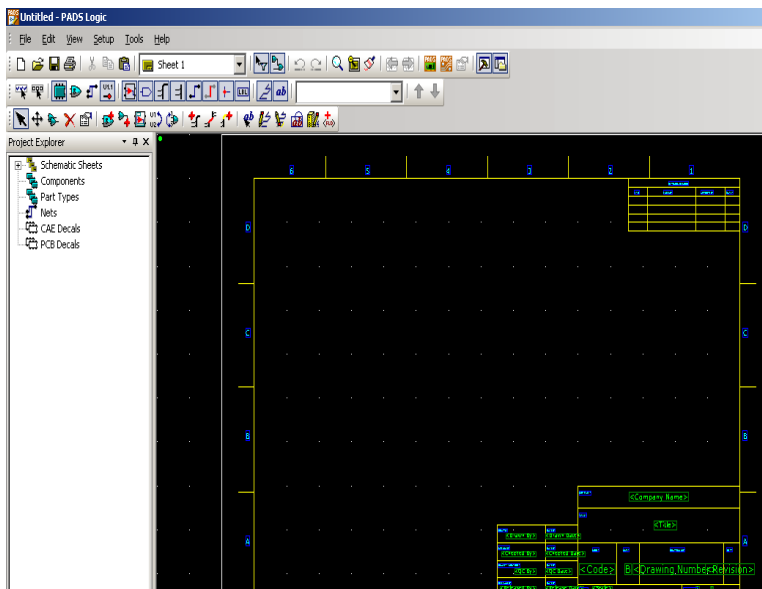 Untitled - PADS Logic
File Edit View Setup Tools Help
Sheet 1
ab
Project Explorer
Schematic Sheets
Components
Part Types
Nets
CAE Decals
PCB Decals
6 5 4 3 2 1
D D
C C
B B
A A
<Company Name>
<Title>
<Code> B <Drawing Number> <Revision>